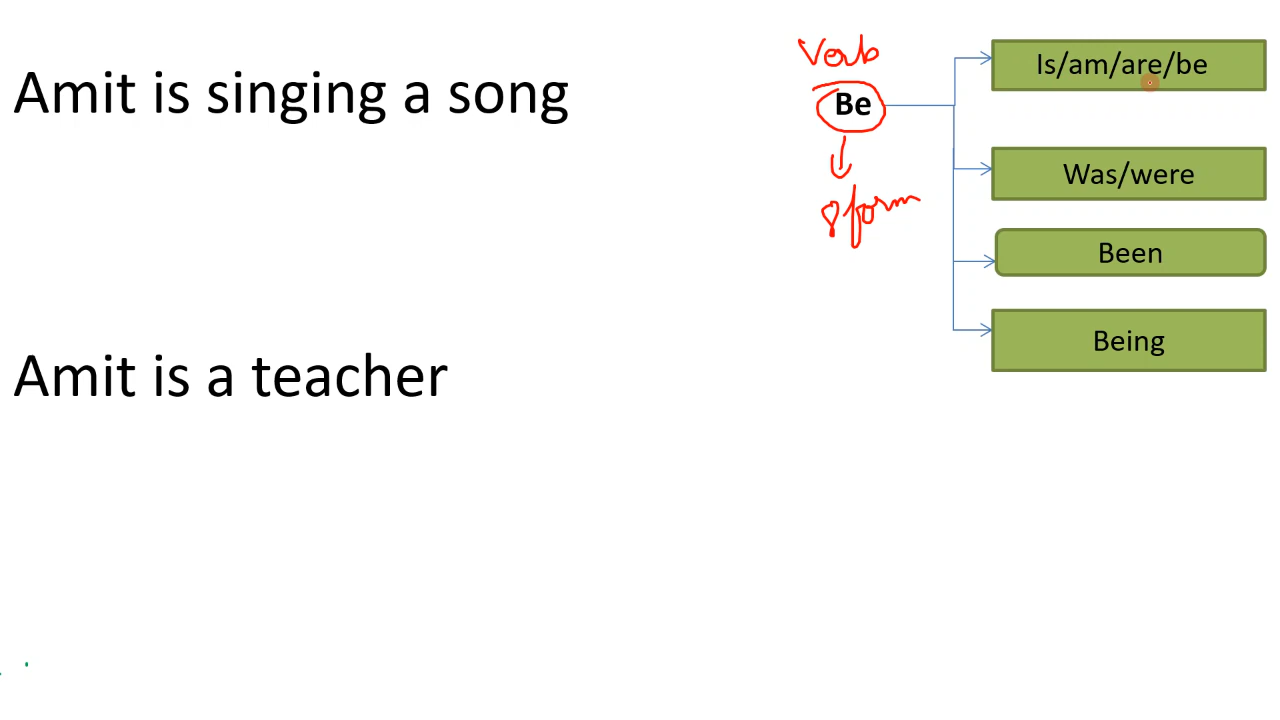 Amit is singing a song
Amit is a teacher
Verb
Be
8 form
Is/am/are/be
Was/were
Been
Being